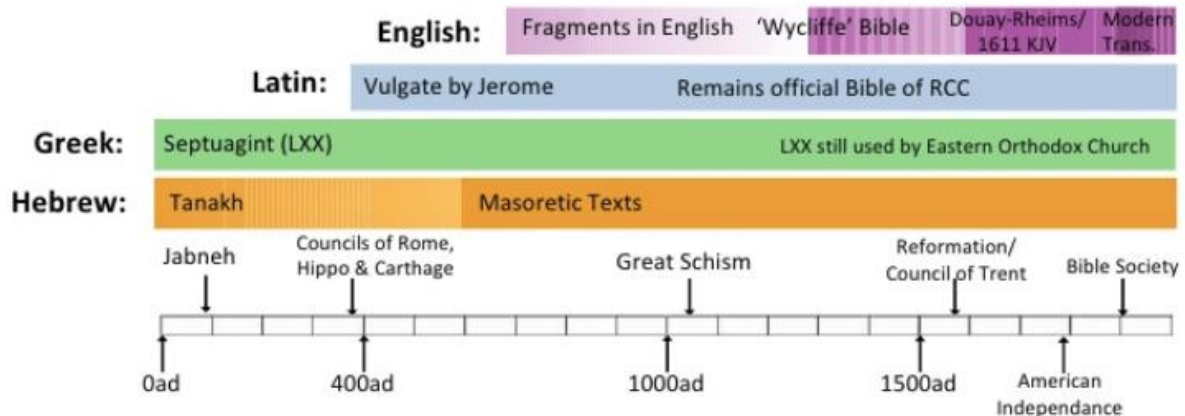 English: Fragments in English 'Wycliffe' Bible Douay-Rheims/ Modern
1611 KJV Trans.
Latin: Vulgate by Jerome Remains official Bible of RCC
Greek: Septuagint (LXX) LXX still used by Eastern Orthodox Church
Hebrew: Tanakh Masoretic Texts
Jabneh
Councils of Rome,
Hippo & Carthage
Great Schism
Reformation/
Council of Trent
Bible Society
0ad 400ad 1000ad 1500ad
American
Independance